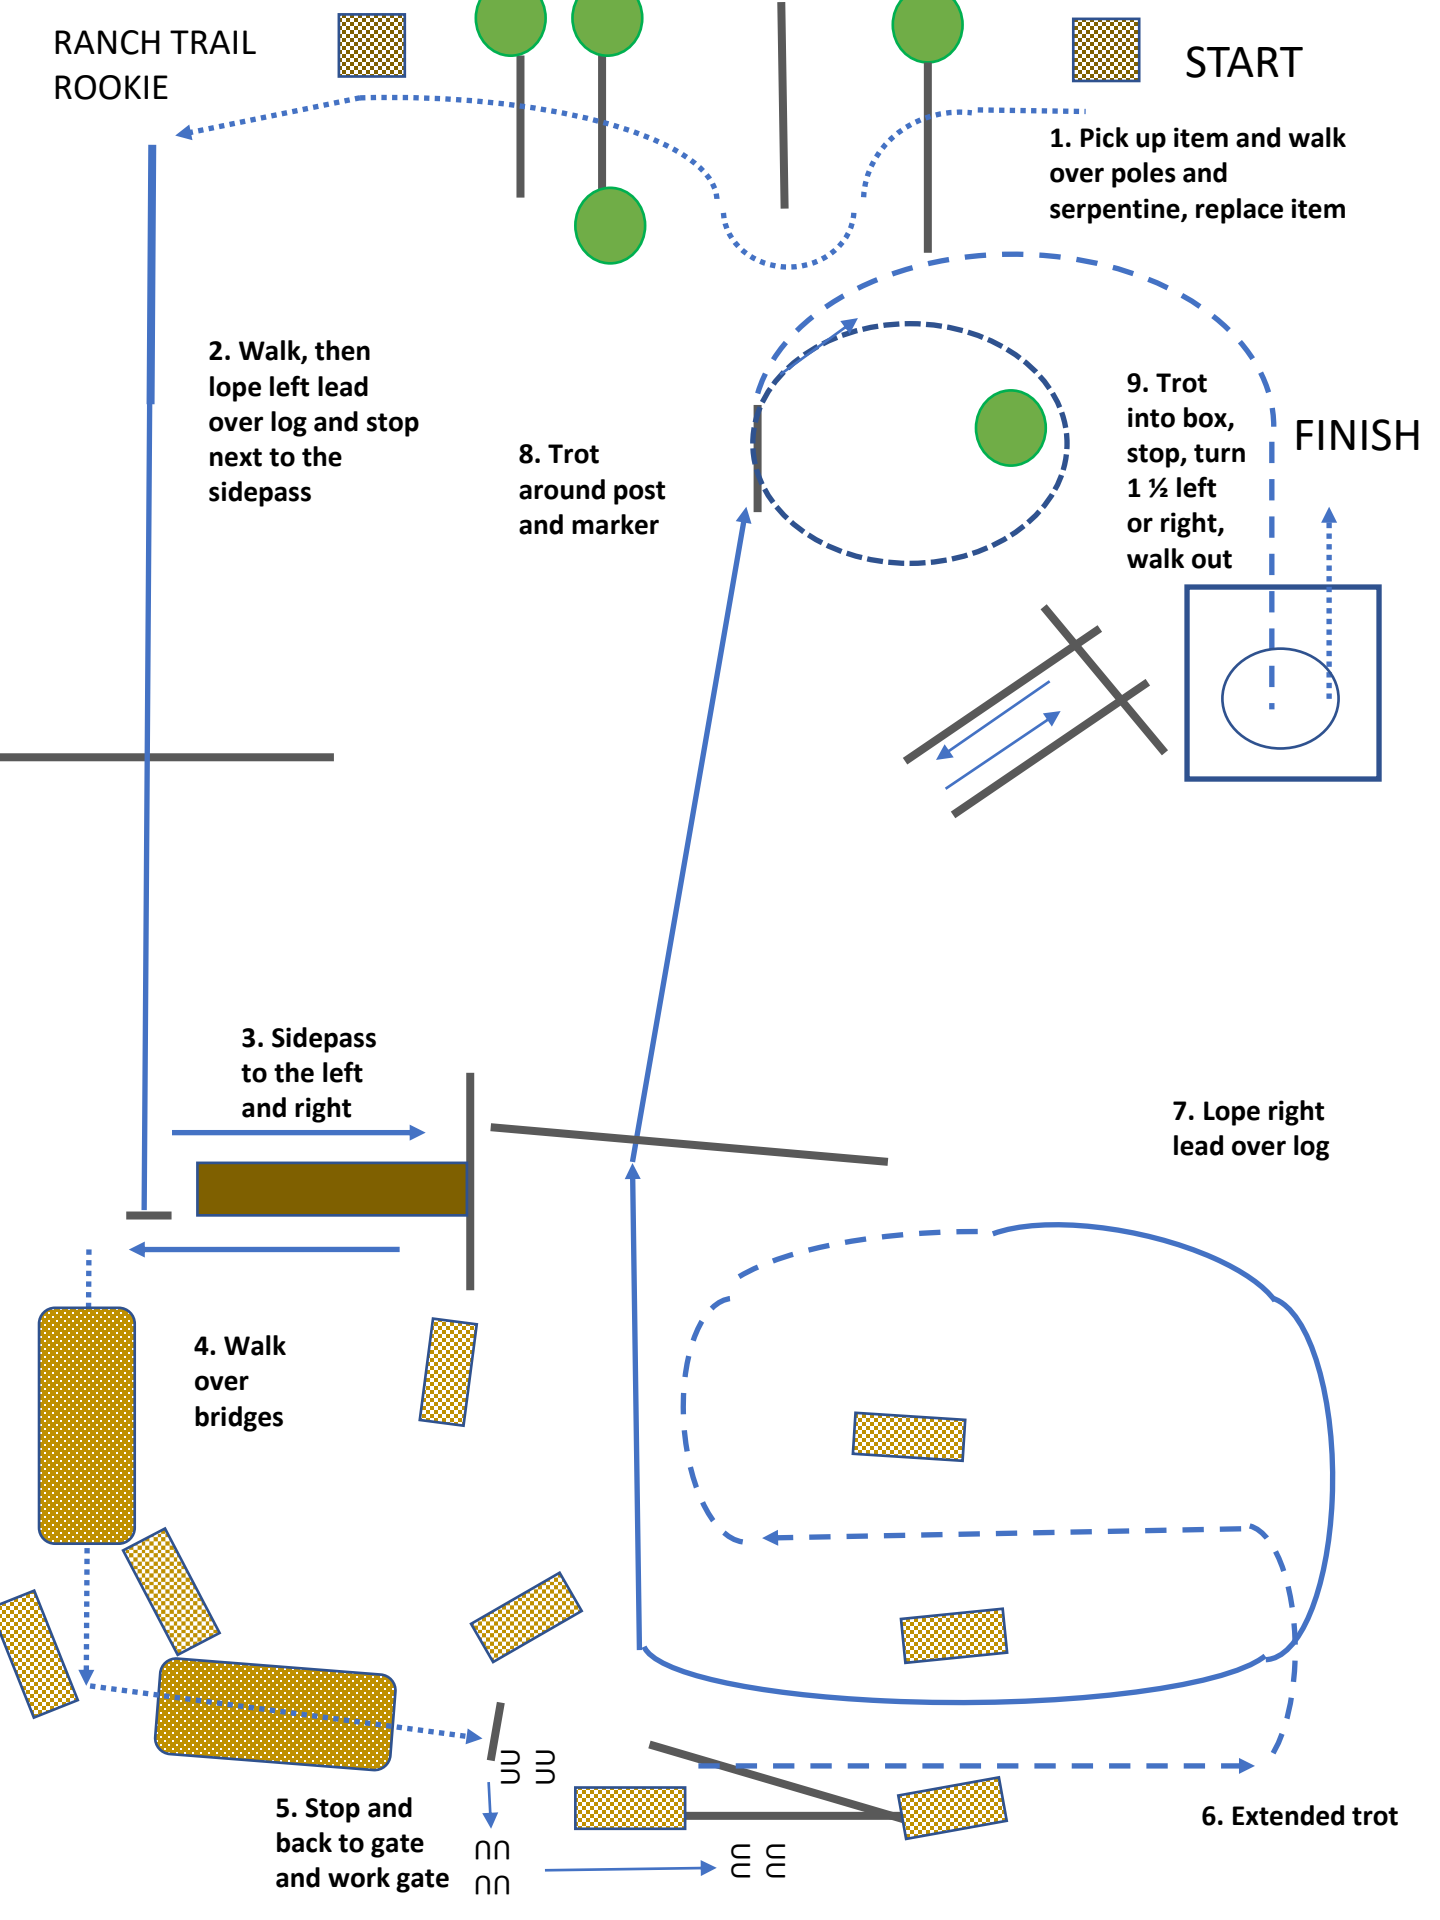 RANCH TRAIL
ROOKIE
START
1. Pick up item and walk
over poles and
serpentine, replace item
2. Walk, then
lope left lead
over log and stop
next to the
sidepass
8. Trot
around post
and marker
9. Trot
into box,
stop, turn
1 ½ left
or right,
walk out
FINISH
3. Sidepass
to the left
and right
7. Lope right
lead over log
4. Walk
over
bridges
5. Stop and
back to gate
and work gate
6. Extended trot